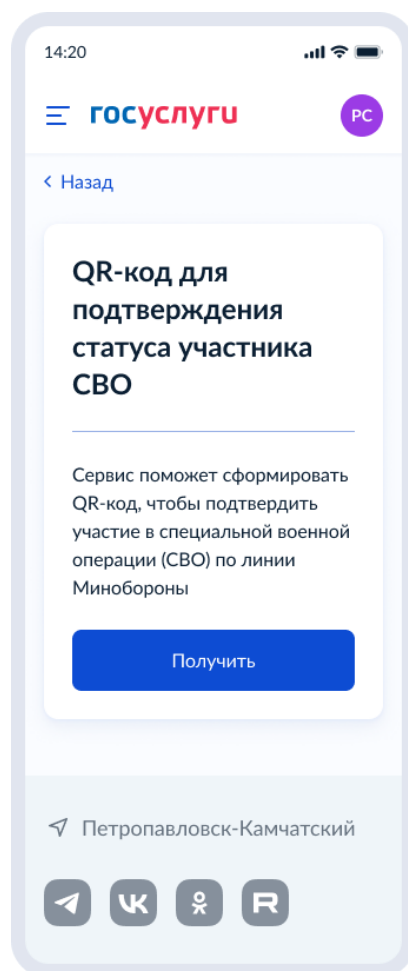 14:20
госуслуги
РС
Назад
QR-код для
подтверждения
статуса участника
СВО
Сервис поможет сформировать
QR-код, чтобы подтвердить
участие в специальной военной
операции (СВО) по линии
Минобороны
Получить
Петропавловск-Камчатский